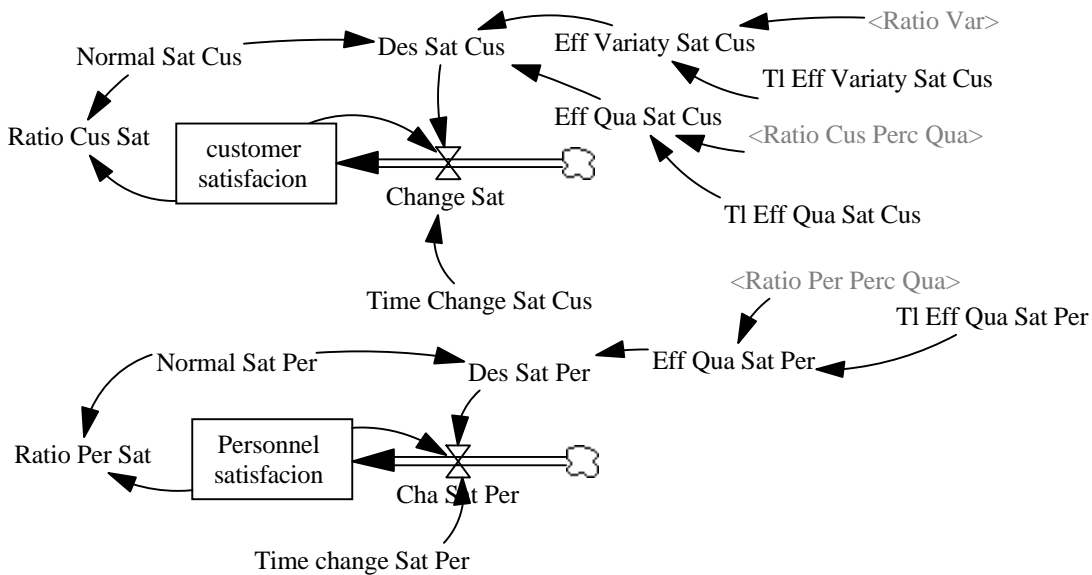 <Ratio Var>
Normal Sat Cus
Des Sat Cus
Eff Variaty Sat Cus
Tl Eff Variaty Sat Cus
Ratio Cus Sat
customer
satisfacion
Eff Qua Sat Cus
<Ratio Cus Perc Qua>
Change Sat
Tl Eff Qua Sat Cus
Time Change Sat Cus
<Ratio Per Perc Qua>
Tl Eff Qua Sat Per
Normal Sat Per
Des Sat Per
Eff Qua Sat Per
Ratio Per Sat
Personnel
satisfacion
Cha Sat Per
Time change Sat Per